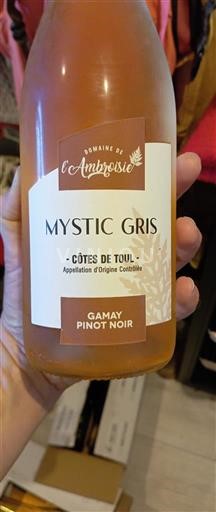 DOMAINE DE
l'Ambroisie
MYSTIC GRIS
- CÔTES DE TOUL -
Appellation d'Origine Contrôlée
GAMAY
PINOT NOIR